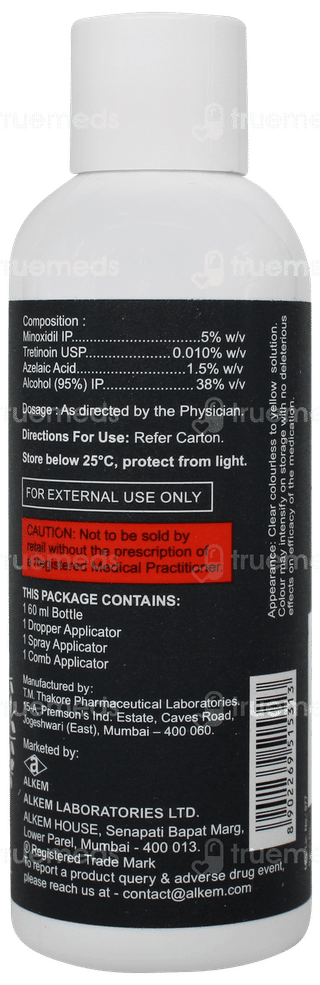 truemeds
Composition :
Minoxidil IP............................5% w/v
Tretinoin USP.....................0.010% w/v
Azelaic Acid............................1.5% w/v
Alcohol (95%) IP......................38% v/v
Dosage : As directed by the Physician.
Directions For Use: Refer Carton.
Store below 25°C, protect from light.
FOR EXTERNAL USE ONLY
CAUTION: Not to be sold by
retail without the prescription of
a Registered Medical Practitioner.
THIS PACKAGE CONTAINS:
1 60 ml Bottle
1 Dropper Applicator
1 Spray Applicator
1 Comb Applicator
Manufactured by:
T.M. Thakore Pharmaceutical Laboratories.
15-A, Premson's Ind. Estate, Caves Road,
Jogeshwari (East), Mumbai – 400 060.
Marketed by:
a
ALKEM
ALKEM LABORATORIES LTD.
ALKEM HOUSE, Senapati Bapat Marg,
Lower Parel, Mumbai - 400 013.
® Registered Trade Mark
To report a product query & adverse drug event,
please reach us at - contact@alkem.com
Appearance: Clear colourless to yellow solution.
Colour may intensify on storage with no deleterious
effects on efficacy of the medication.